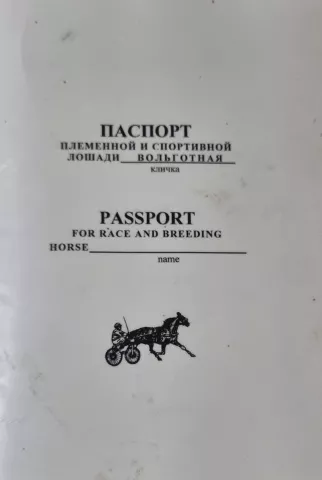 ПАСПОРТ
ПЛЕМЕННОЙ И СПОРТИВНОЙ
ЛОШАДИ ВОЛЬГОТНАЯ
кличка
PASSPORT
FOR RACE AND BREEDING
HORSE
name